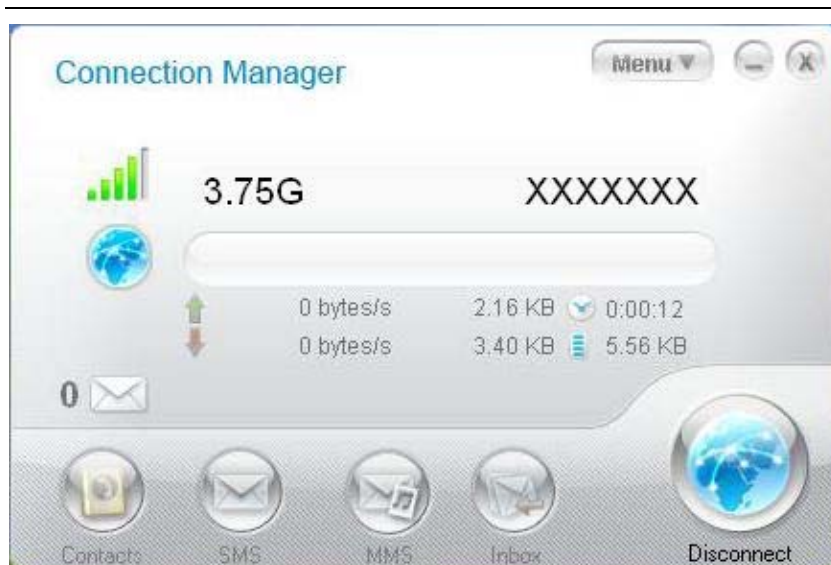 Connection Manager
Menu
X
3.75G XXXXXXX
0 bytes/s 2.16 KB 0:00:12
0 bytes/s 3.40 KB 5.56 KB
0
Contacts SMS MMS Inbox Disconnect